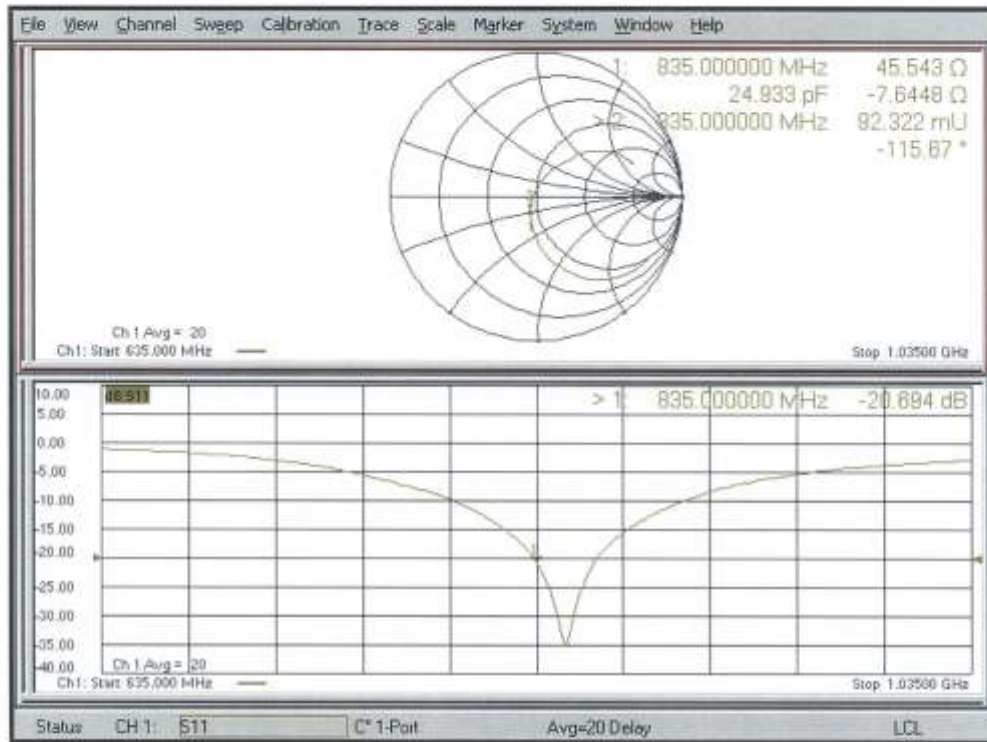 File View Channel Sweep Calibration Trace Scale Marker System Window Help
1: 835.000000 MHz 45.543 Ω
24.933 pF -7.6448 Ω
> 2: 835.000000 MHz 92.322 mU
-115.67 °
Ch 1 Avg = 20
Ch1: Start 635.000 MHz
Stop 1.03500 GHz
10.00
dB S11
> 1: 835.000000 MHz -20.694 dB
5.00
0.00
-5.00
-10.00
-15.00
-20.00
-25.00
-30.00
-35.00
-40.00
Ch 1 Avg = 20
Ch1: Start 635.000 MHz
Stop 1.03500 GHz
Status CH 1: S11 C* 1-Port Avg=20 Delay LCL